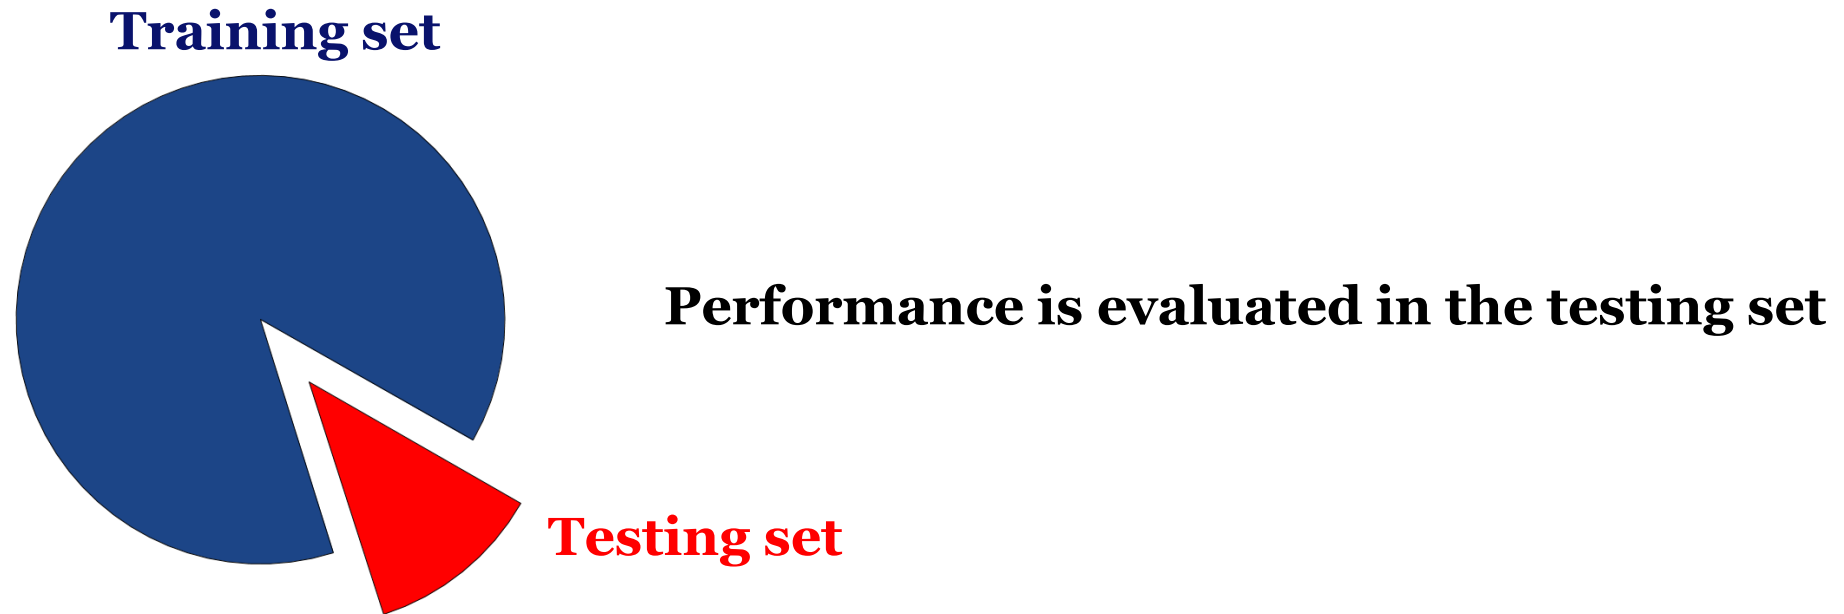 Training set
Performance is evaluated in the testing set
Testing set